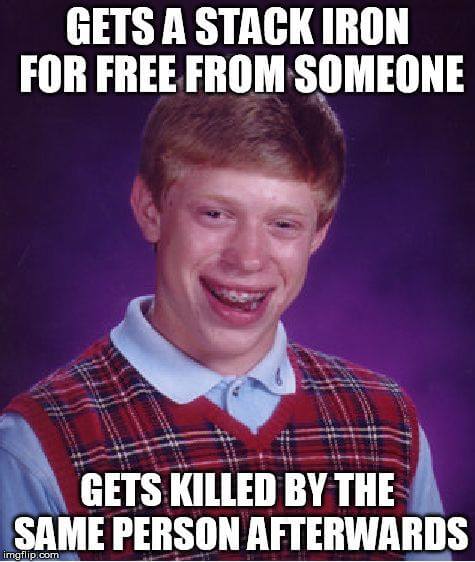 GETS A STACK IRON
FOR FREE FROM SOMEONE
GETS KILLED BY THE
SAME PERSON AFTERWARDS
imgflip.com